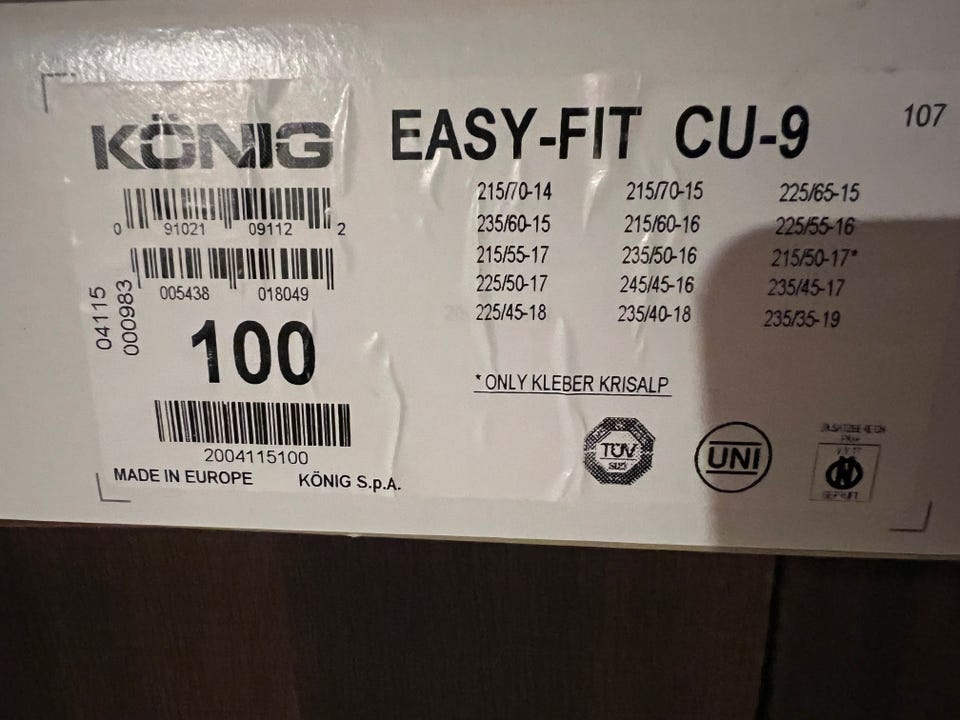 KÖNIG
EASY-FIT CU-9
107
0 91021 09112 2
005438 018049
04115
000983
100
2004115100
MADE IN EUROPE KÖNIG S.p.A.
215/70-14 215/70-15 225/65-15
235/60-15 215/60-16 225/55-16
215/55-17 235/50-16 215/50-17*
225/50-17 245/45-16 235/45-17
225/45-18 235/40-18 235/35-19
* ONLY KLEBER KRISALP
TÜV
UNI